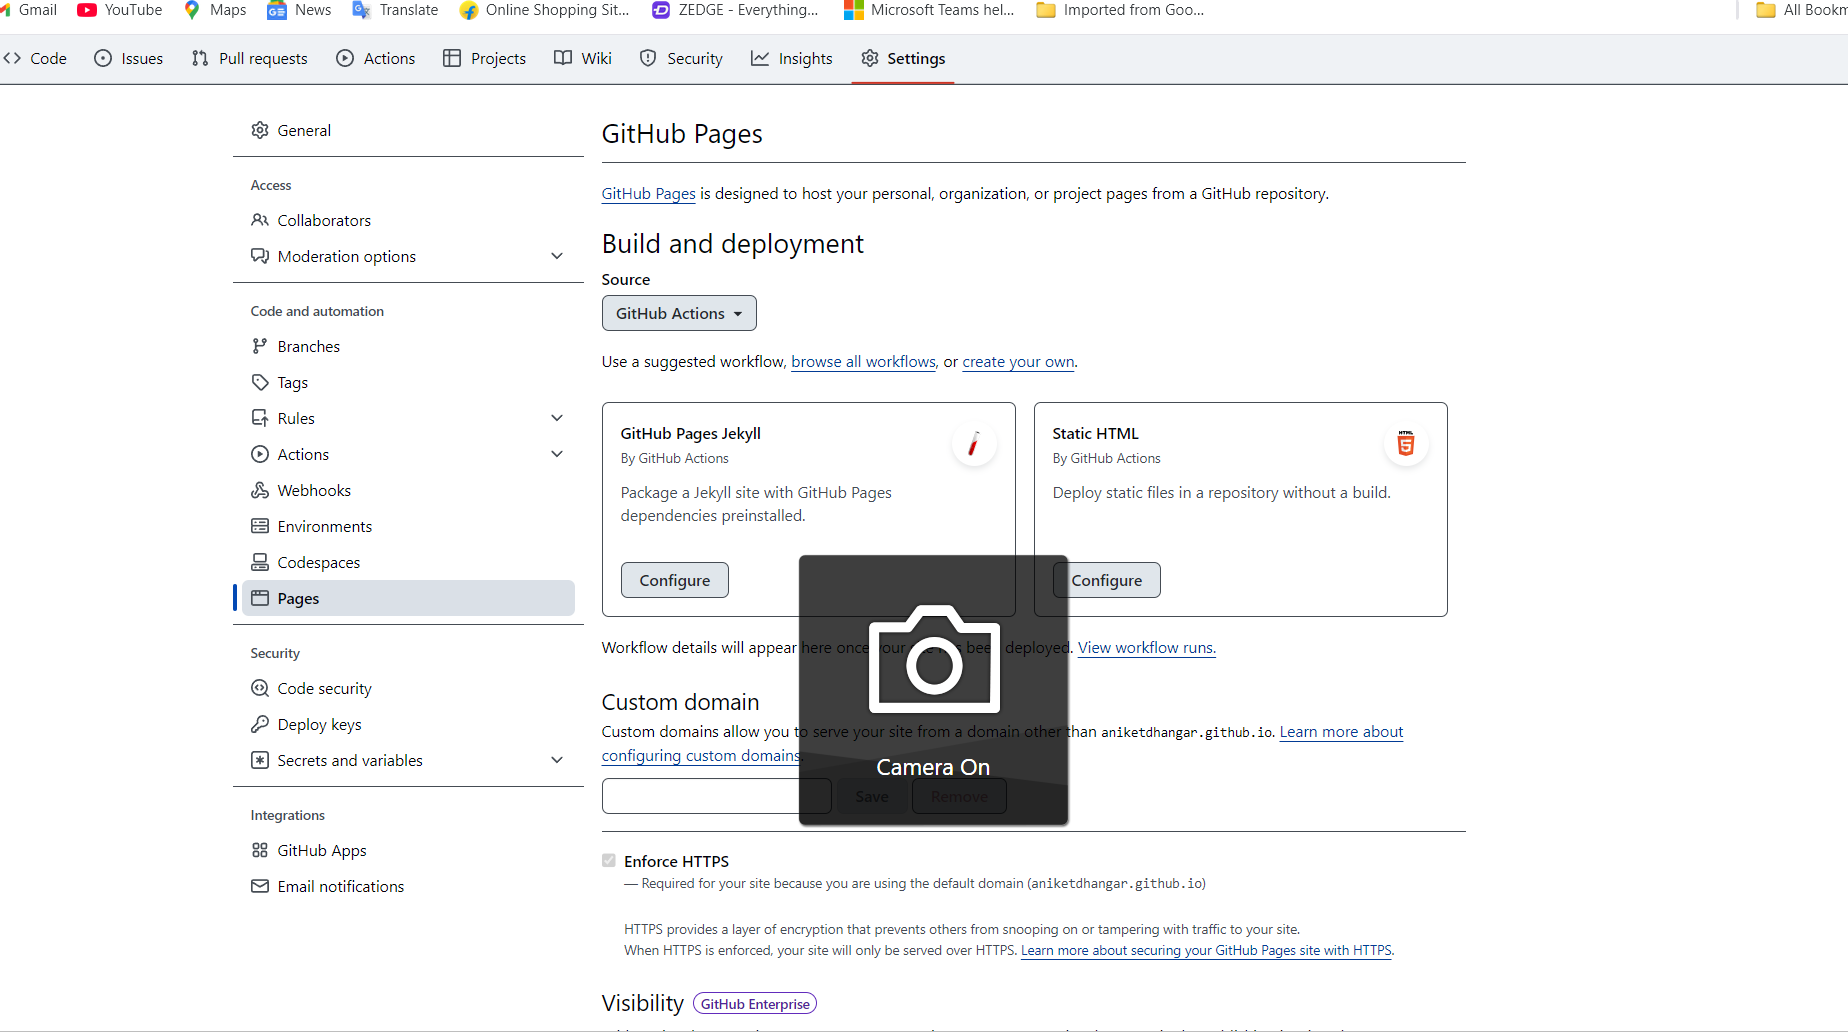 Gmail YouTube Maps News Translate Online Shopping Sit... ZEDGE - Everything... Microsoft Teams hel... Imported from Goo... All Bookm
Code Issues Pull requests Actions Projects Wiki Security Insights Settings
General
Access
Collaborators
Moderation options
Code and automation
Branches
Tags
Rules
Actions
Webhooks
Environments
Codespaces
Pages
Security
Code security
Deploy keys
Secrets and variables
Integrations
GitHub Apps
Email notifications
GitHub Pages
GitHub Pages is designed to host your personal, organization, or project pages from a GitHub repository.
Build and deployment
Source
GitHub Actions
Use a suggested workflow, browse all workflows, or create your own.
GitHub Pages Jekyll
By GitHub Actions
Package a Jekyll site with GitHub Pages
dependencies preinstalled.
Configure
Static HTML
By GitHub Actions
Deploy static files in a repository without a build.
Configure
Workflow details will appear here once your has been deployed. View workflow runs.
Custom domain
Custom domains allow you to serve your site from a domain other than aniketdhangar.github.io. Learn more about
configuring custom domains.
Camera On
Save Remove
Enforce HTTPS
— Required for your site because you are using the default domain (aniketdhangar.github.io)
HTTPS provides a layer of encryption that prevents others from snooping on or tampering with traffic to your site.
When HTTPS is enforced, your site will only be served over HTTPS. Learn more about securing your GitHub Pages site with HTTPS.
Visibility GitHub Enterprise